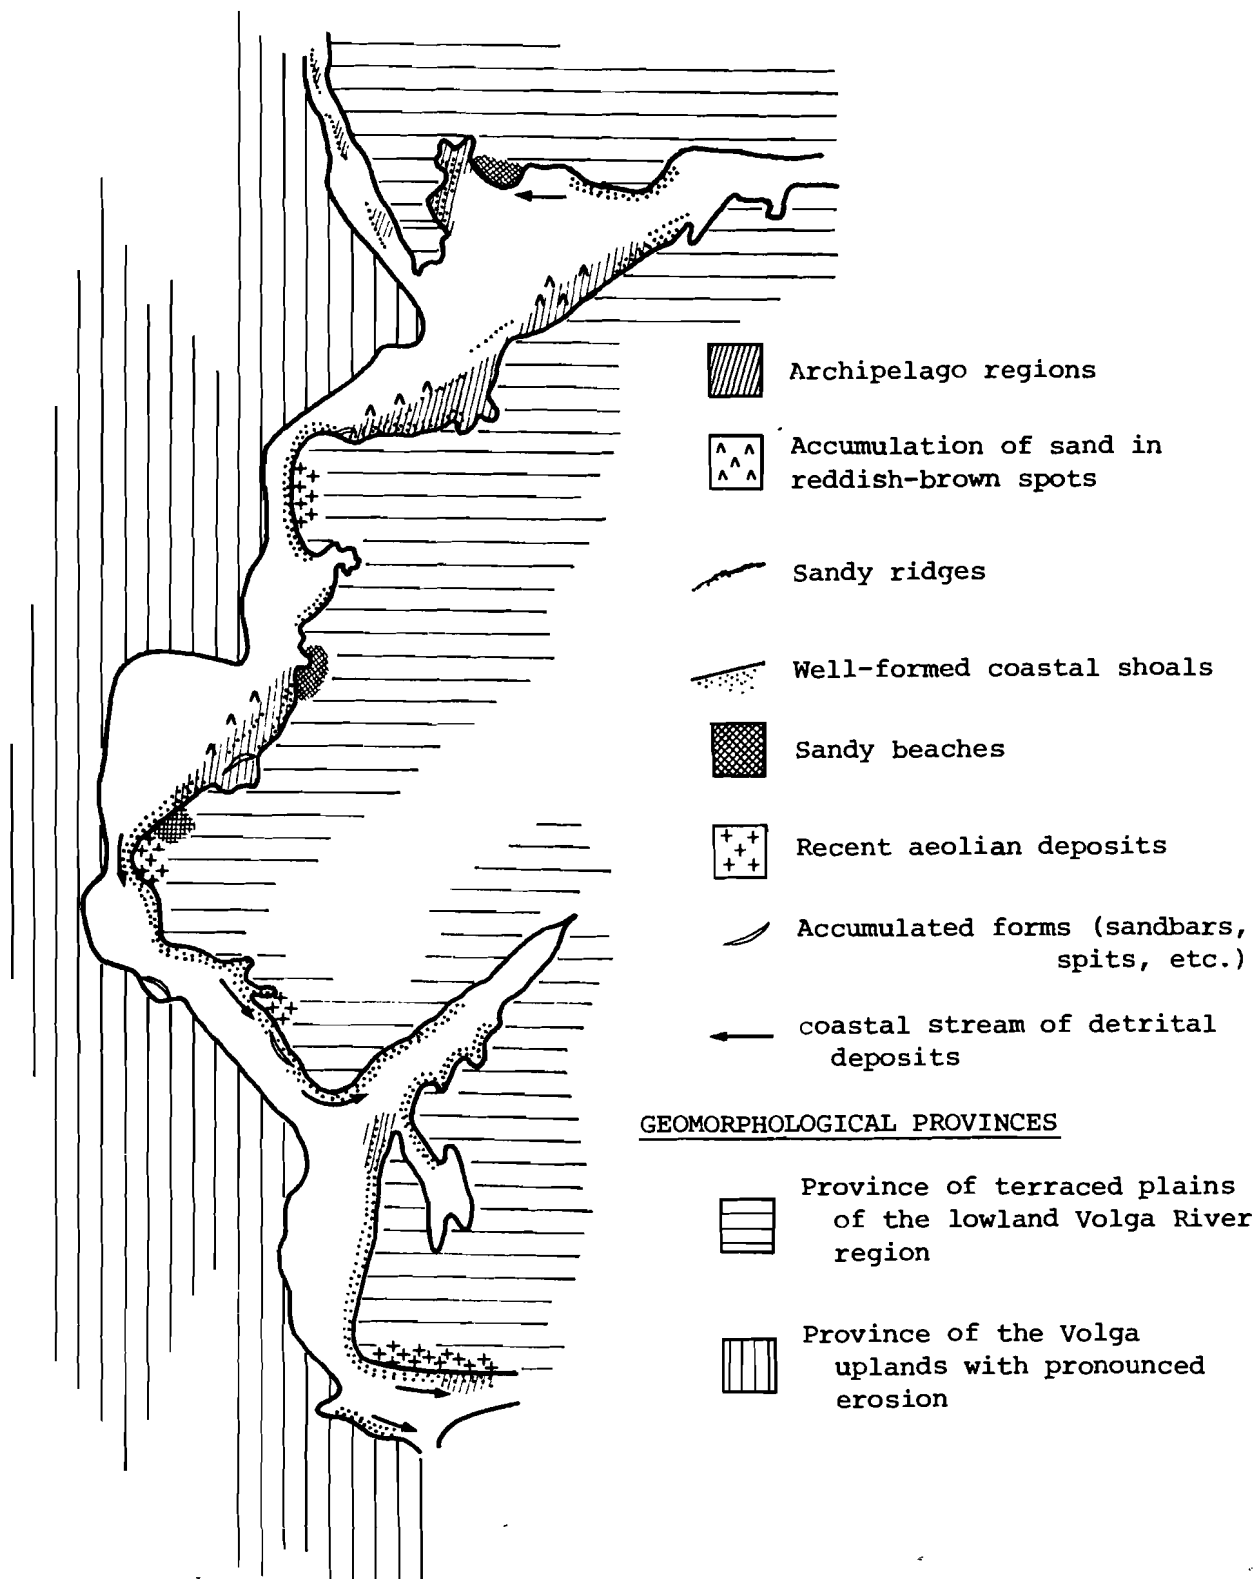 Archipelago regions
Accumulation of sand in
reddish-brown spots
Sandy ridges
Well-formed coastal shoals
Sandy beaches
Recent aeolian deposits
Accumulated forms (sandbars,
spits, etc.)
coastal stream of detrital
deposits
GEOMORPHOLOGICAL PROVINCES
Province of terraced plains
of the lowland Volga River
region
Province of the Volga
uplands with pronounced
erosion